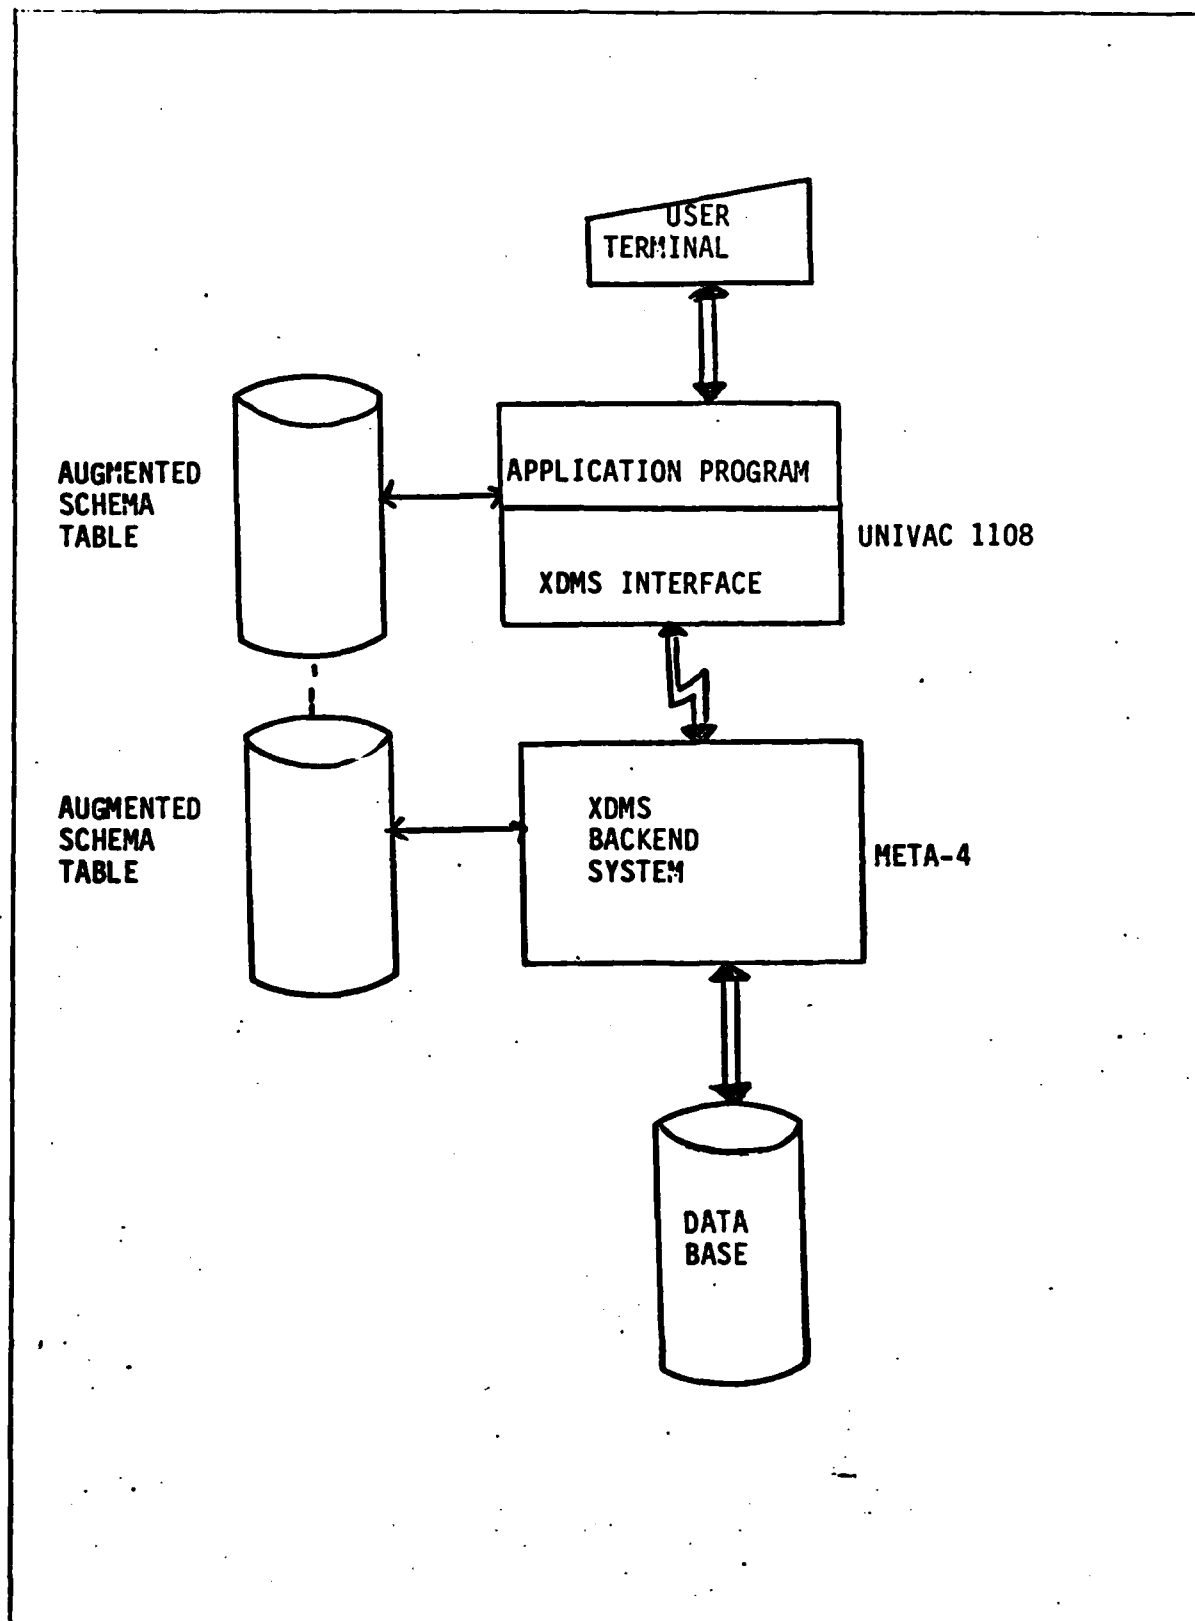 USER
TERMINAL
AUGMENTED
SCHEMA
TABLE
APPLICATION PROGRAM
UNIVAC 1108
XDMS INTERFACE
AUGMENTED
SCHEMA
TABLE
XDMS
BACKEND
SYSTEM
META-4
DATA
BASE